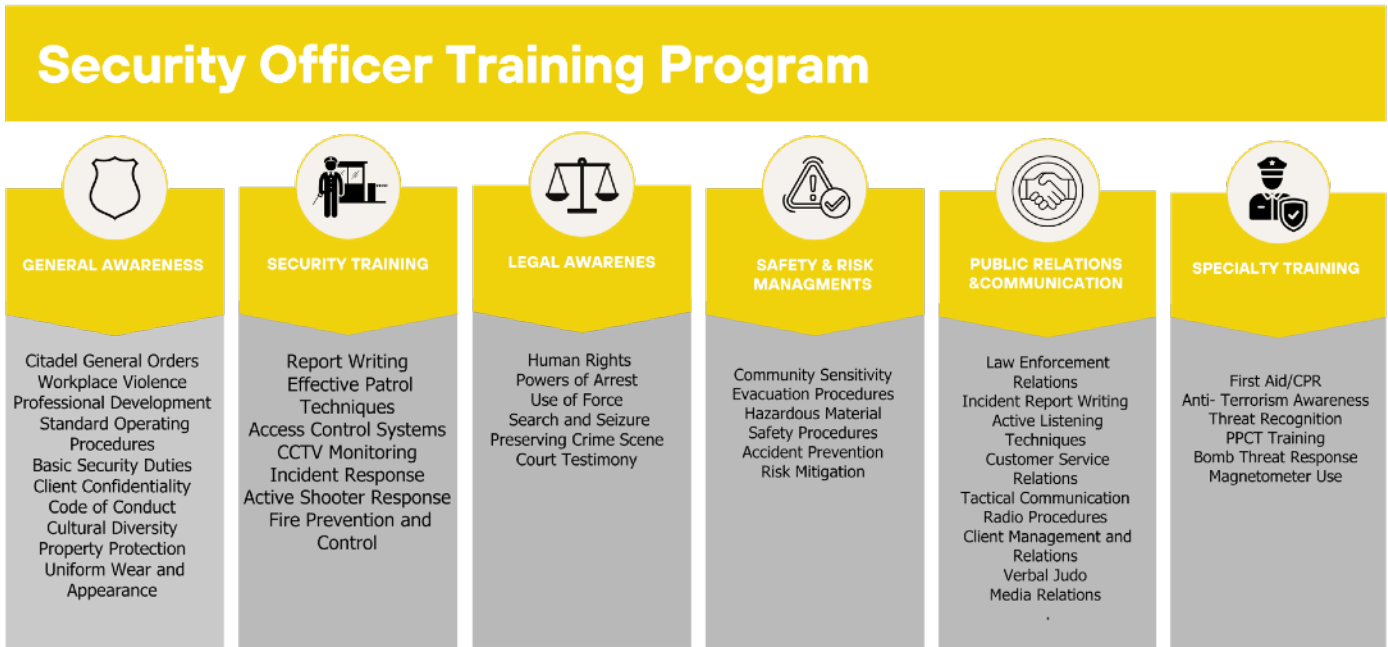 Security Officer Training Program
GENERAL AWARENESS
Citadel General Orders
Workplace Violence
Professional Development
Standard Operating
Procedures
Basic Security Duties
Client Confidentiality
Code of Conduct
Cultural Diversity
Property Protection
Uniform Wear and
Appearance
SECURITY TRAINING
Report Writing
Effective Patrol
Techniques
Access Control Systems
CCTV Monitoring
Incident Response
Active Shooter Response
Fire Prevention and
Control
LEGAL AWARENES
Human Rights
Powers of Arrest
Use of Force
Search and Seizure
Preserving Crime Scene
Court Testimony
SAFETY & RISK
MANAGMENTS
Community Sensitivity
Evacuation Procedures
Hazardous Material
Safety Procedures
Accident Prevention
Risk Mitigation
PUBLIC RELATIONS
&COMMUNICATION
Law Enforcement
Relations
Incident Report Writing
Active Listening
Techniques
Customer Service
Relations
Tactical Communication
Radio Procedures
Client Management and
Relations
Verbal Judo
Media Relations
.
SPECIALTY TRAINING
First Aid/CPR
Anti- Terrorism Awareness
Threat Recognition
PPCT Training
Bomb Threat Response
Magnetometer Use